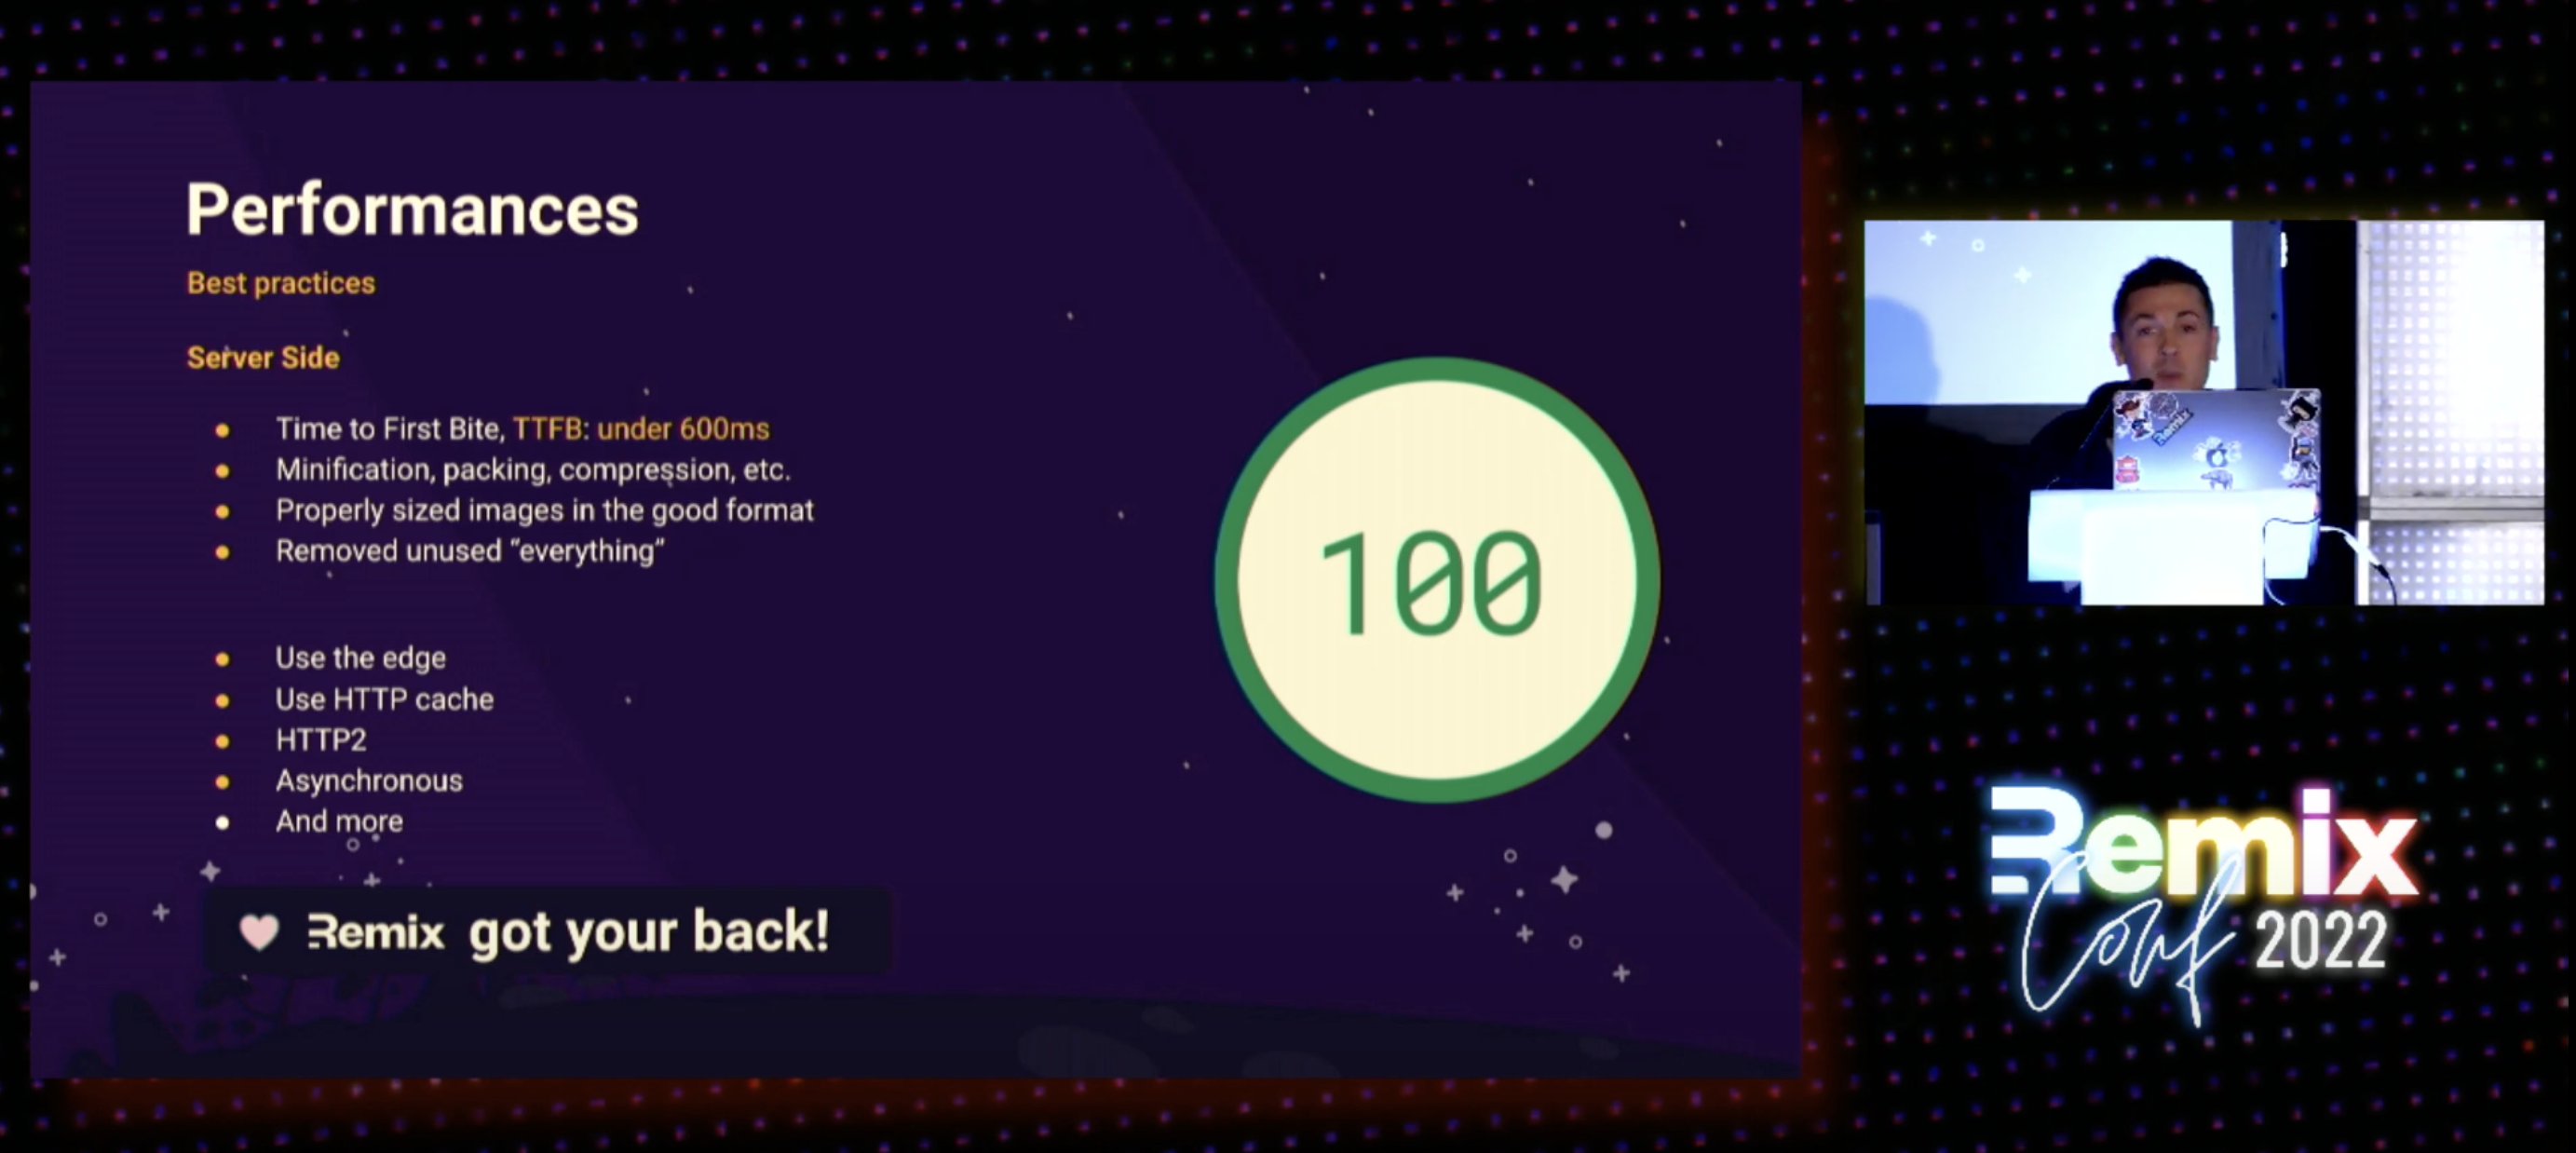 Performances
Best practices
Server Side
Time to First Bite, TTFB: under 600ms
Minification, packing, compression, etc.
Properly sized images in the good format
Removed unused “everything”
Use the edge
Use HTTP cache
HTTP2
Asynchronous
And more
Remix got your back!
100
Remix
Remix
Conf 2022